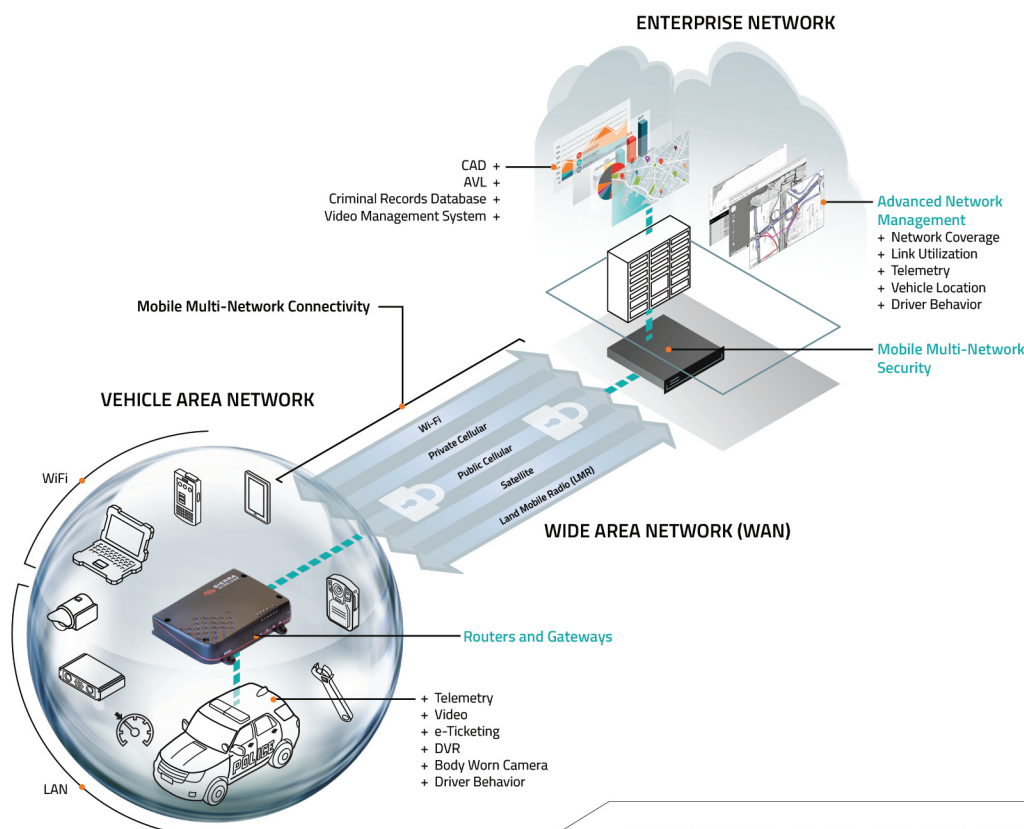 ENTERPRISE NETWORK
CAD +
AVL +
Criminal Records Database +
Video Management System +
Advanced Network
Management
+ Network Coverage
+ Link Utilization
+ Telemetry
+ Vehicle Location
+ Driver Behavior
Mobile Multi-Network Connectivity
Mobile Multi-Network
Security
VEHICLE AREA NETWORK
Wi-Fi
Private Cellular
Public Cellular
Satellite
Land Mobile Radio (LMR)
WiFi
WIDE AREA NETWORK (WAN)
SIERRA
WIRELESS
Routers and Gateways
+ Telemetry
+ Video
+ e-Ticketing
+ DVR
+ Body Worn Camera
+ Driver Behavior
POLICE
LAN